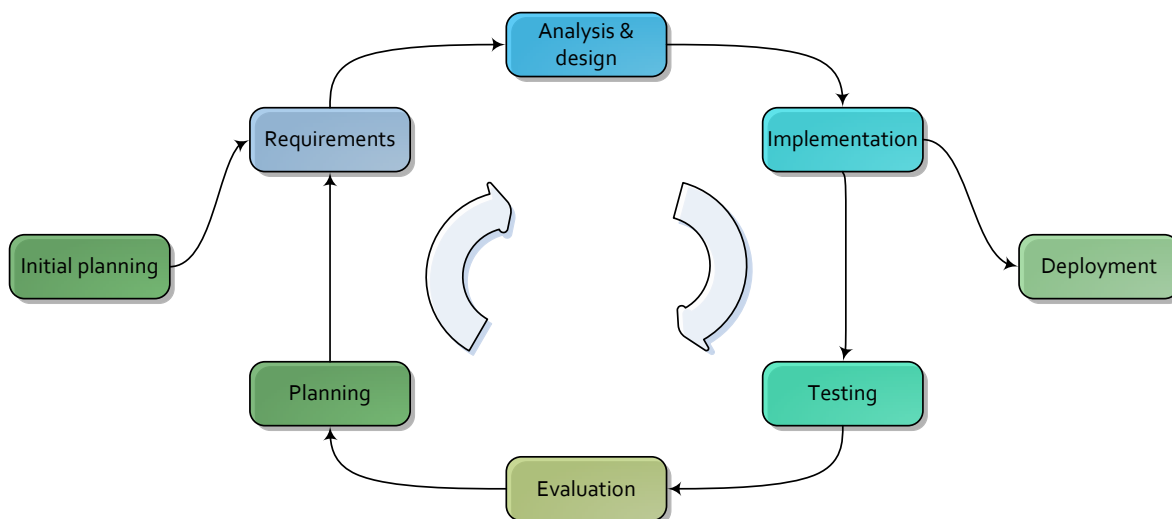 Analysis &
design
Requirements
Implementation
Initial planning
Deployment
Planning
Testing
Evaluation